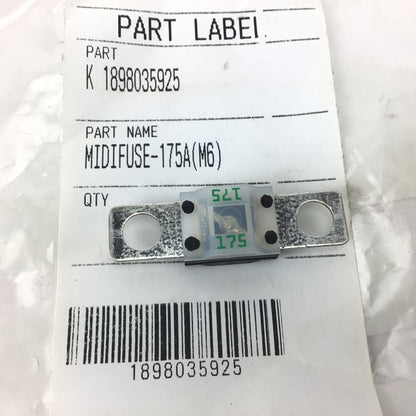 PART LABEL
PART
K 1898035925
PART NAME
MIDIFUSE-175A(M6)
QTY
175
175
1898035925